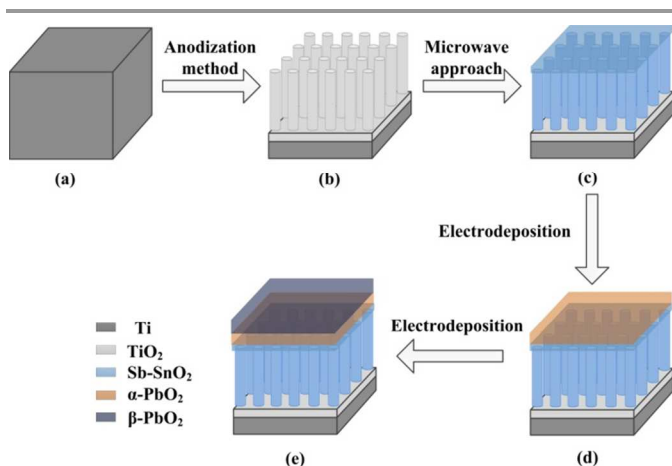 Anodization
method
Microwave
approach
(a)
(b)
(c)
Electrodeposition
Electrodeposition
Ti
TiO₂
Sb-SnO₂
α-PbO₂
β-PbO₂
(e)
(d)